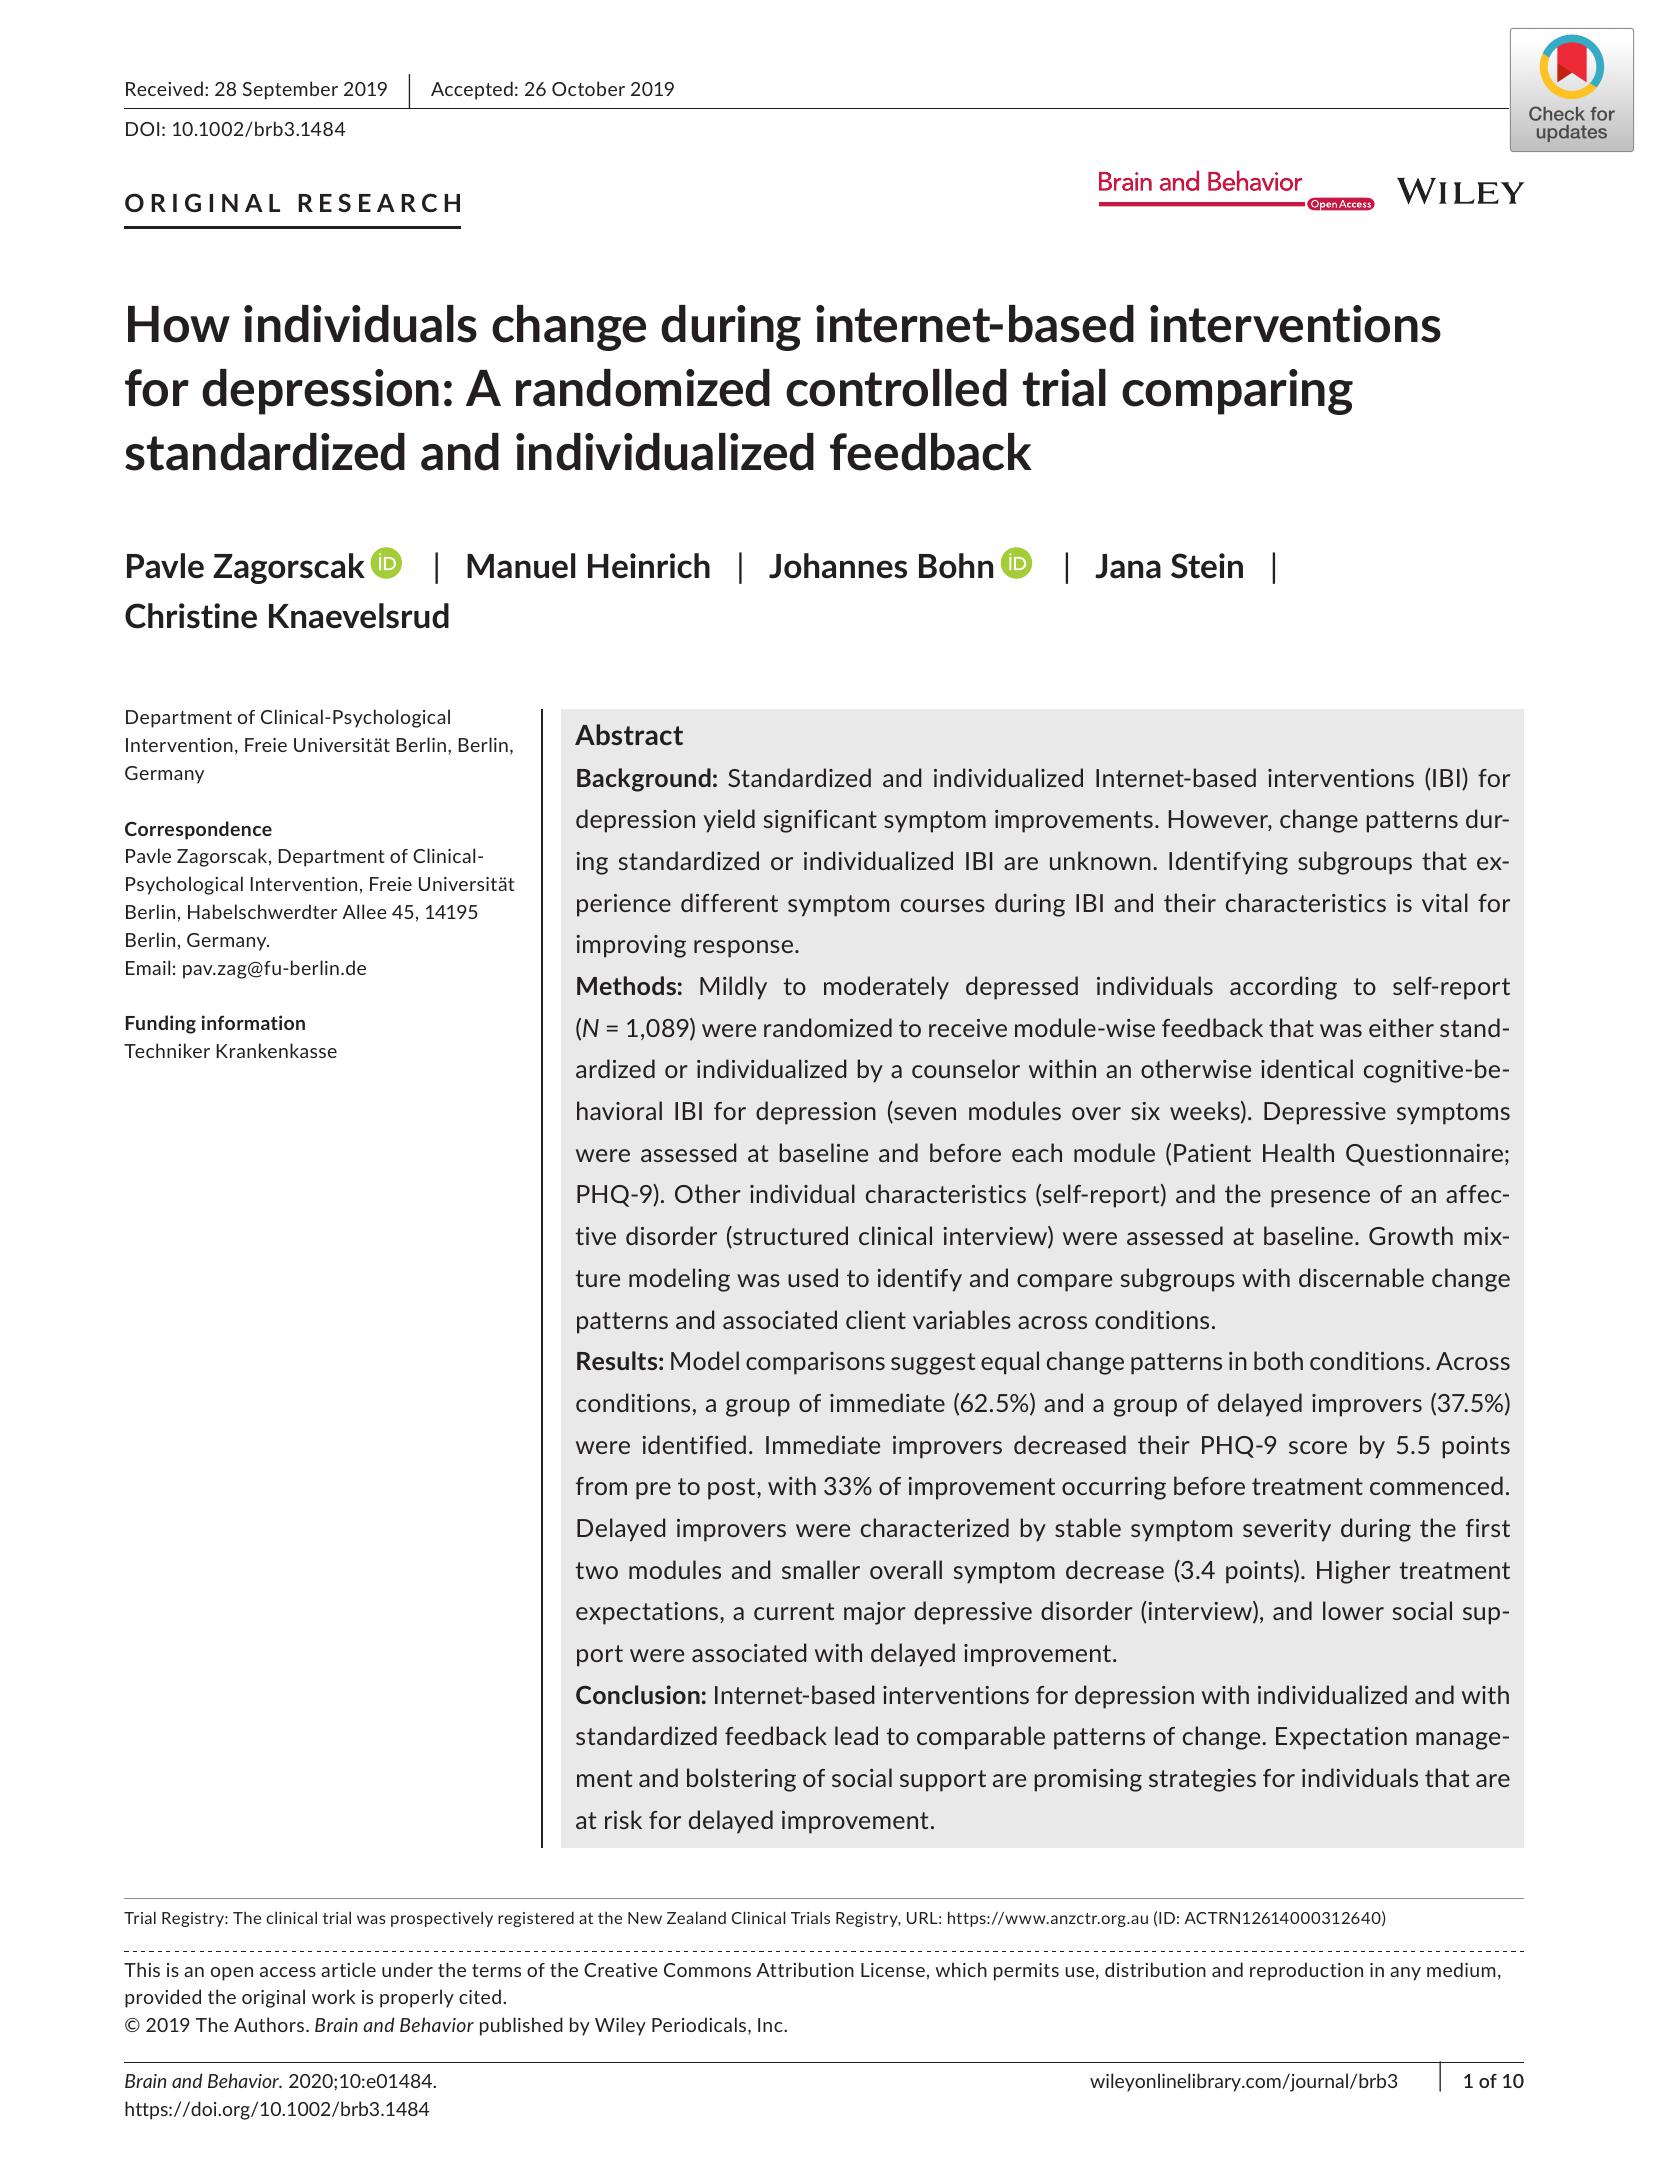 Received: 28 September 2019 | Accepted: 26 October 2019
DOI: 10.1002/brb3.1484
Check for
updates
ORIGINAL RESEARCH
Brain and Behavior
Open Access
WILEY
How individuals change during internet-based interventions
for depression: A randomized controlled trial comparing
standardized and individualized feedback
Pavle Zagorscak iD | Manuel Heinrich | Johannes Bohn iD | Jana Stein |
Christine Knaevelsrud
Department of Clinical-Psychological
Intervention, Freie Universität Berlin, Berlin,
Germany
Correspondence
Pavle Zagorscak, Department of Clinical-
Psychological Intervention, Freie Universität
Berlin, Habelschwerdter Allee 45, 14195
Berlin, Germany.
Email: pav.zag@fu-berlin.de
Funding information
Techniker Krankenkasse
Abstract
Background: Standardized and individualized Internet-based interventions (IBI) for
depression yield significant symptom improvements. However, change patterns dur-
ing standardized or individualized IBI are unknown. Identifying subgroups that ex-
perience different symptom courses during IBI and their characteristics is vital for
improving response.
Methods: Mildly to moderately depressed individuals according to self-report
(N = 1,089) were randomized to receive module-wise feedback that was either stand-
ardized or individualized by a counselor within an otherwise identical cognitive-be-
havioral IBI for depression (seven modules over six weeks). Depressive symptoms
were assessed at baseline and before each module (Patient Health Questionnaire;
PHQ-9). Other individual characteristics (self-report) and the presence of an affec-
tive disorder (structured clinical interview) were assessed at baseline. Growth mix-
ture modeling was used to identify and compare subgroups with discernable change
patterns and associated client variables across conditions.
Results: Model comparisons suggest equal change patterns in both conditions. Across
conditions, a group of immediate (62.5%) and a group of delayed improvers (37.5%)
were identified. Immediate improvers decreased their PHQ-9 score by 5.5 points
from pre to post, with 33% of improvement occurring before treatment commenced.
Delayed improvers were characterized by stable symptom severity during the first
two modules and smaller overall symptom decrease (3.4 points). Higher treatment
expectations, a current major depressive disorder (interview), and lower social sup-
port were associated with delayed improvement.
Conclusion: Internet-based interventions for depression with individualized and with
standardized feedback lead to comparable patterns of change. Expectation manage-
ment and bolstering of social support are promising strategies for individuals that are
at risk for delayed improvement.
Trial Registry: The clinical trial was prospectively registered at the New Zealand Clinical Trials Registry, URL: https://www.anzctr.org.au (ID: ACTRN12614000312640)
This is an open access article under the terms of the Creative Commons Attribution License, which permits use, distribution and reproduction in any medium,
provided the original work is properly cited.
© 2019 The Authors. Brain and Behavior published by Wiley Periodicals, Inc.
Brain and Behavior. 2020;10:e01484.
https://doi.org/10.1002/brb3.1484
wileyonlinelibrary.com/journal/brb3 | 1 of 10